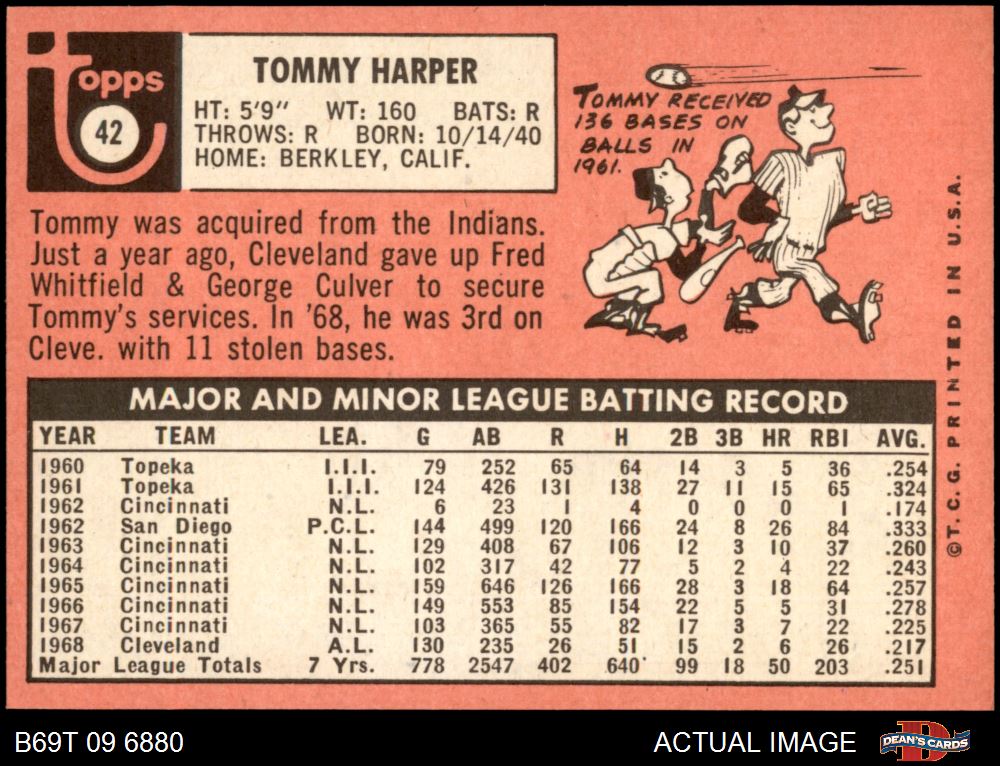 Topps
42
TOMMY HARPER
HT: 5'9" WT: 160 BATS: R
THROWS: R BORN: 10/14/40
HOME: BERKLEY, CALIF.
TOMMY RECEIVED
136 BASES ON
BALLS IN
1961.
Tommy was acquired from the Indians.
Just a year ago, Cleveland gave up Fred
Whitfield & George Culver to secure
Tommy's services. In '68, he was 3rd on
Cleve. with 11 stolen bases.
MAJOR AND MINOR LEAGUE BATTING RECORD
YEAR TEAM LEA. G AB R H 2B 3B HR RBI AVG.
1960 Topeka I.I.I. 79 252 65 64 14 3 5 36 .254
1961 Topeka I.I.I. 124 426 131 138 27 11 15 65 .324
1962 Cincinnati N.L. 6 23 1 4 0 0 0 1 .174
1962 San Diego P.C.L. 144 499 120 166 24 8 26 84 .333
1963 Cincinnati N.L. 129 408 67 106 12 3 10 37 .260
1964 Cincinnati N.L. 102 317 42 77 5 2 4 22 .243
1965 Cincinnati N.L. 159 646 126 166 28 3 18 64 .257
1966 Cincinnati N.L. 149 553 85 154 22 5 5 31 .278
1967 Cincinnati N.L. 103 365 55 82 17 3 7 22 .225
1968 Cleveland A.L. 130 235 26 51 15 2 6 26 .217
Major League Totals 7 Yrs. 778 2547 402 640 99 18 50 203 .251
© T.C.G. PRINTED IN U.S.A.
B69T 09 6880
ACTUAL IMAGE
D
DEAN'S CARDS